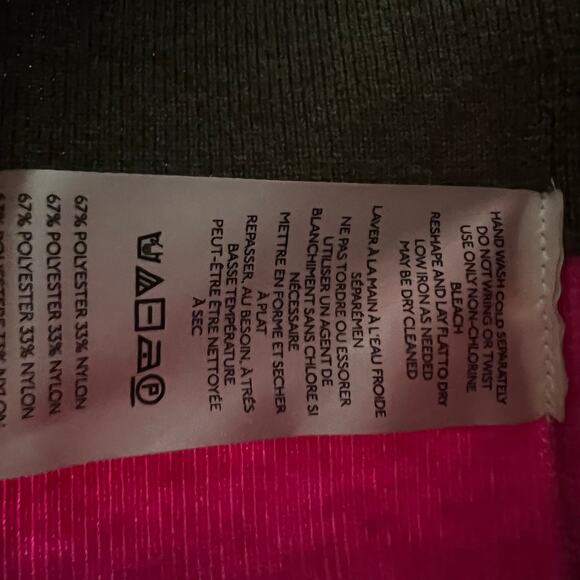 HAND WASH COLD SEPARATELY
DO NOT WRING OR TWIST
USE ONLY NON-CHLORINE
BLEACH
RESHAPE AND LAY FLAT TO DRY
LOW IRON AS NEEDED
MAY BE DRY CLEANED
LAVER À LA MAIN À L'EAU FROIDE
SÉPARÉMEN
NE PAS TORDRE OU ESSORER
UTILISER UN AGENT DE
BLANCHIMENT SANS CHLORE SI
NÉCESSAIRE
METTRE EN FORME ET SECHER
À PLAT
REPASSER, AU BESOIN, À TRÉS
BASSE TEMPÉRATURE
PEUT-ÊTRE ÊTRE NETTOYÉE
À SEC
P
67% POLYESTER 33% NYLON
67% POLYESTER 33% NYLON
67% POLYESTER 33% NYLON